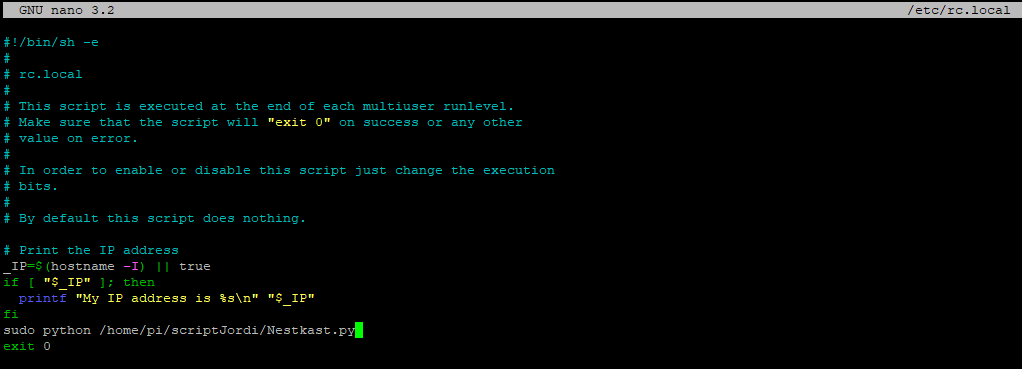 GNU nano 3.2 /etc/rc.local
#!/bin/sh -e
#
# rc.local
#
# This script is executed at the end of each multiuser runlevel.
# Make sure that the script will "exit 0" on success or any other
# value on error.
#
# In order to enable or disable this script just change the execution
# bits.
#
# By default this script does nothing.
# Print the IP address
_IP=$(hostname -I) || true
if [ "$_IP" ]; then
  printf "My IP address is %s\n" "$_IP"
fi
sudo python /home/pi/scriptJordi/Nestkast.py
exit 0